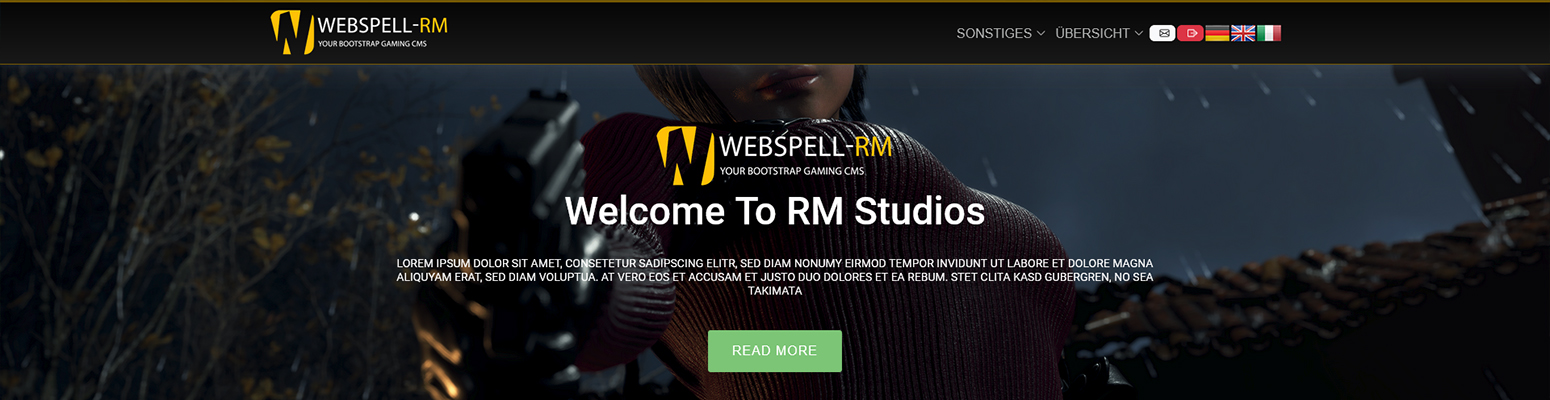 WEBSPELL-RM
YOUR BOOTSTRAP GAMING CMS
SONSTIGES
ÜBERSICHT
WEBSPELL-RM
YOUR BOOTSTRAP GAMING CMS
Welcome To RM Studios
LOREM IPSUM DOLOR SIT AMET, CONSETETUR SADIPSCING ELITR, SED DIAM NONUMY EIRMOD TEMPOR INVIDUNT UT LABORE ET DOLORE MAGNA
ALIQUYAM ERAT, SED DIAM VOLUPTUA. AT VERO EOS ET ACCUSAM ET JUSTO DUO DOLORES ET EA REBUM. STET CLITA KASD GUBERGREN, NO SEA
TAKIMATA
READ MORE